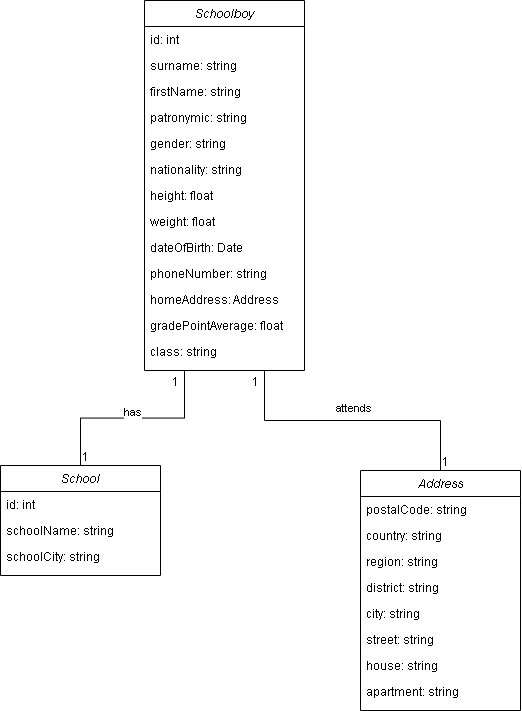 Schoolboy
id: int
surname: string
firstName: string
patronymic: string
gender: string
nationality: string
height: float
weight: float
dateOfBirth: Date
phoneNumber: string
homeAddress: Address
gradePointAverage: float
class: string
1
1
has
attends
1
1
School
id: int
schoolName: string
schoolCity: string
Address
postalCode: string
country: string
region: string
district: string
city: string
street: string
house: string
apartment: string